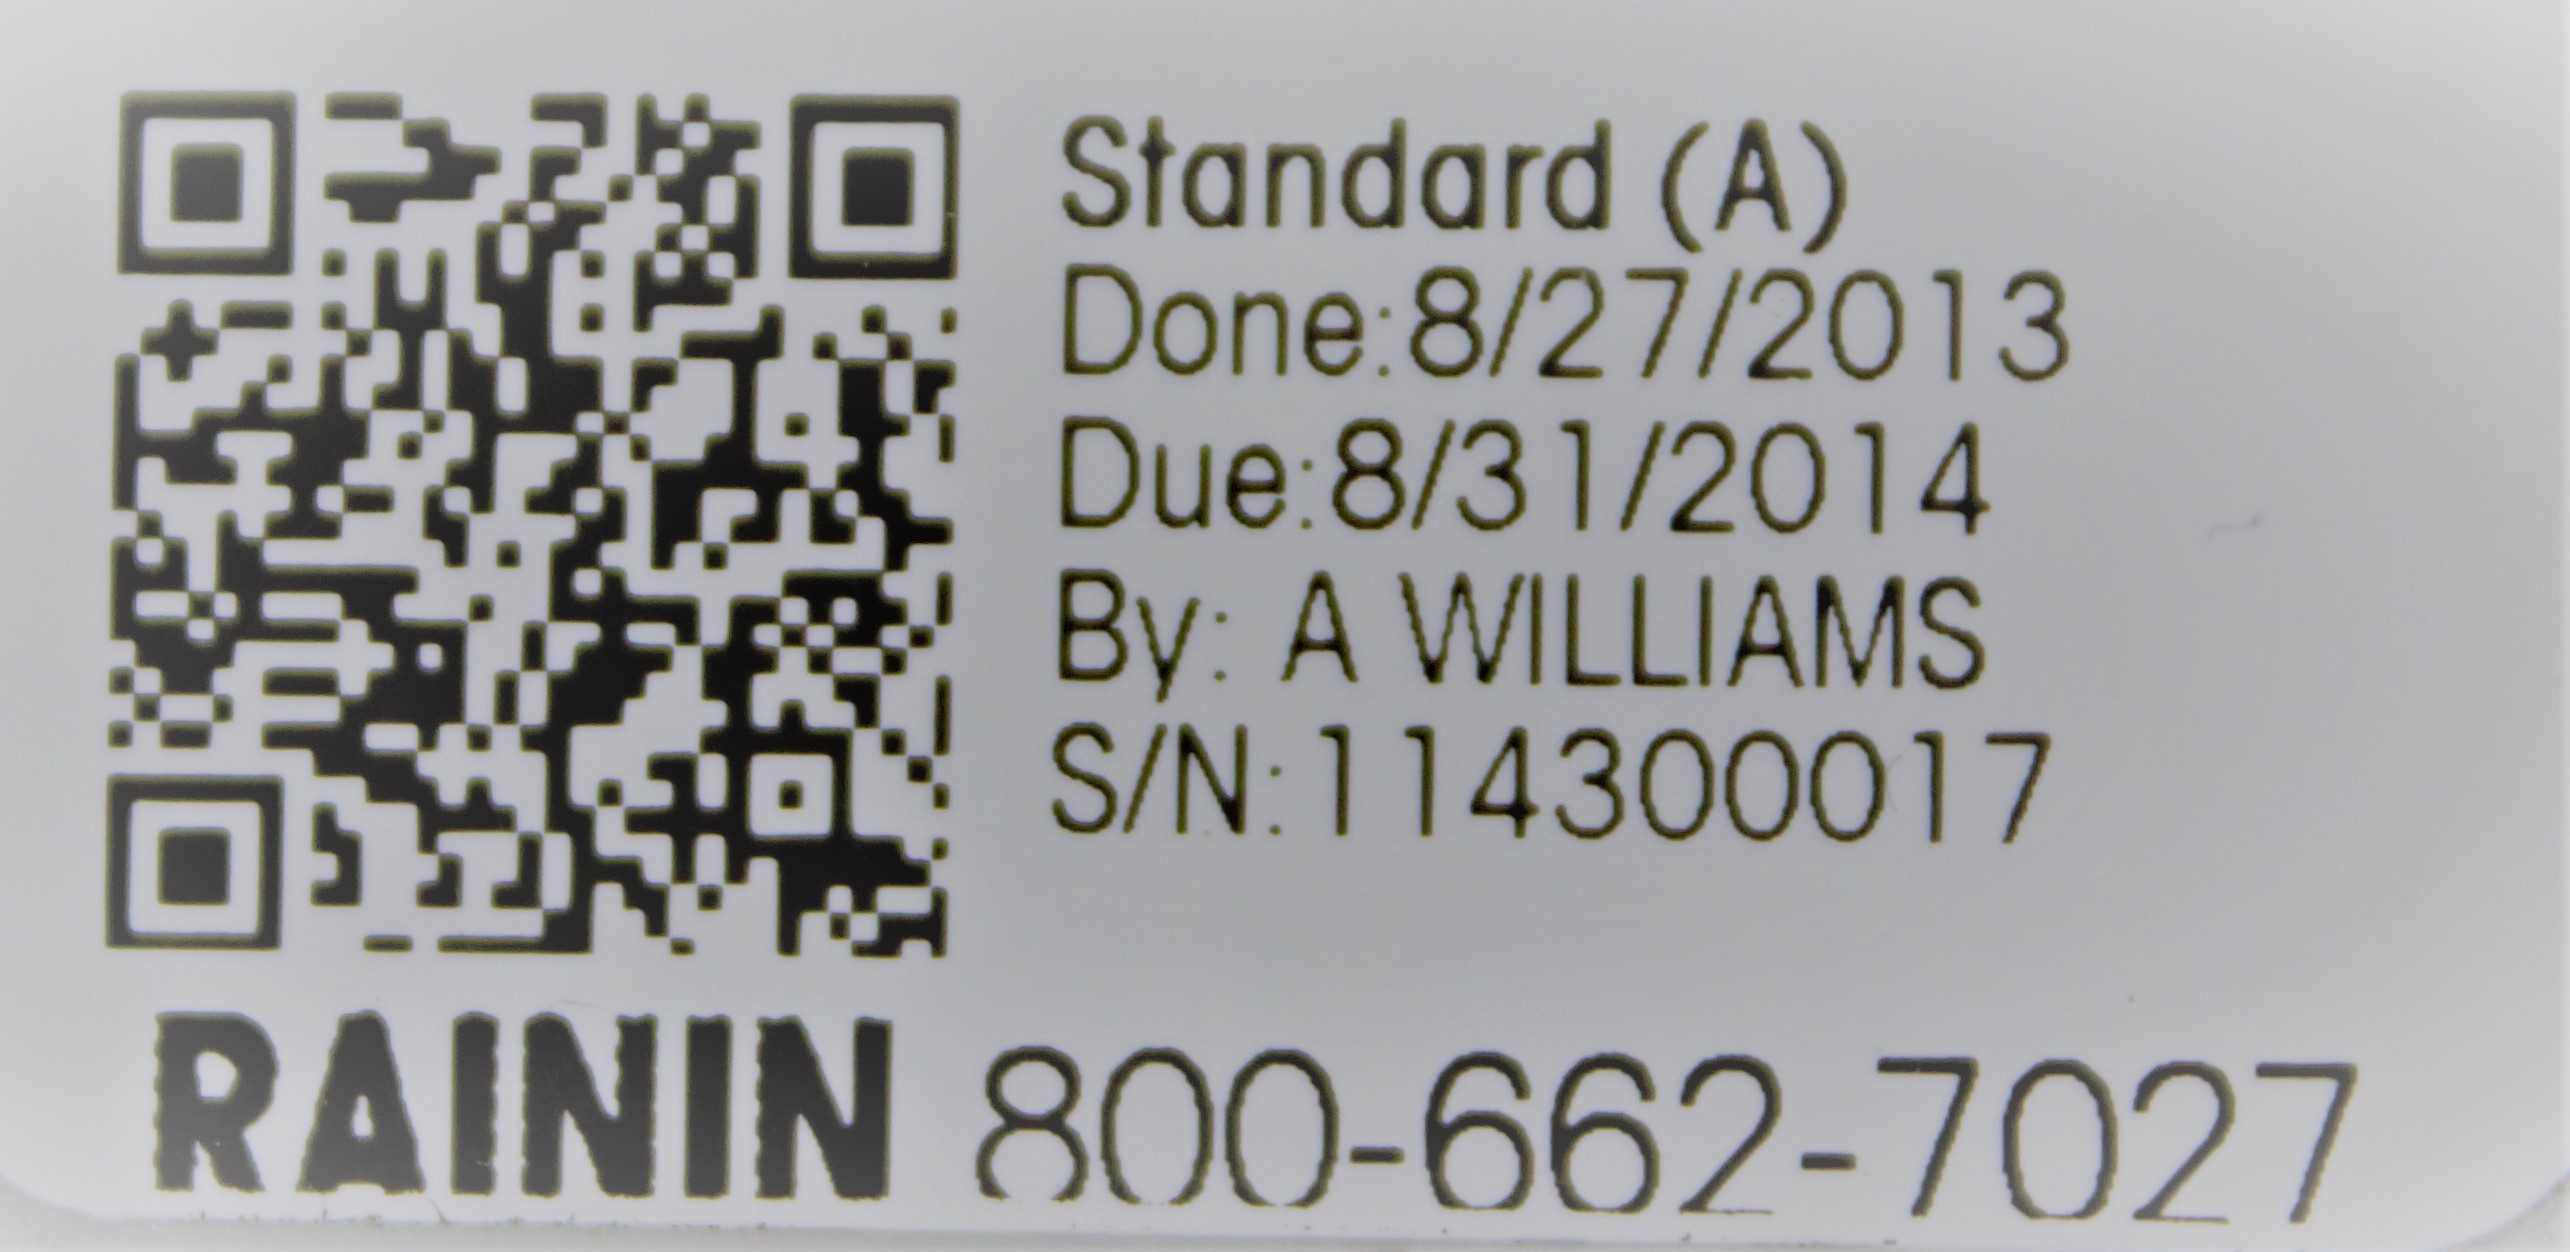 Standard (A)
Done:8/27/2013
Due:8/31/2014
By: A WILLIAMS
S/N:114300017
RAININ 800-662-7027